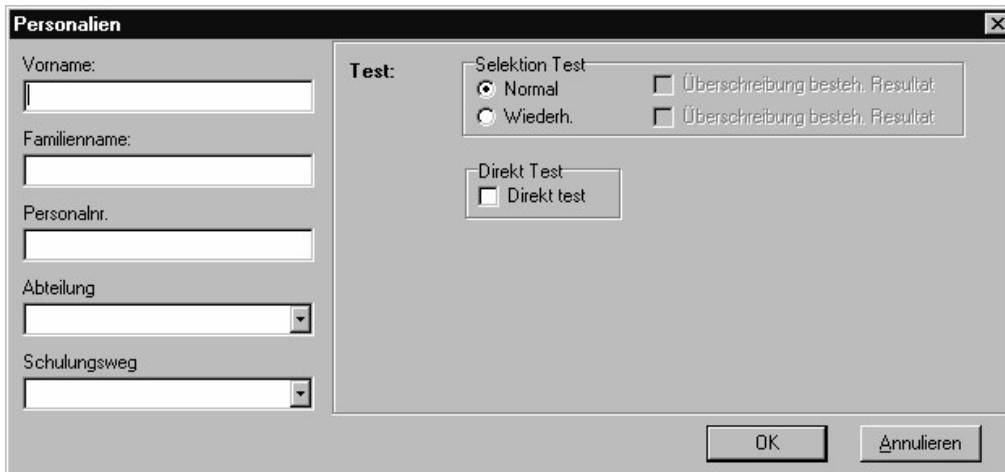 Personalien
Vorname:
Familienname:
Personalnr.
Abteilung
Schulungsweg
Test:
Selektion Test
Normal
Überschreibung besteh. Resultat
Wiederh.
Überschreibung besteh. Resultat
Direkt Test
Direkt test
OK
Annulieren